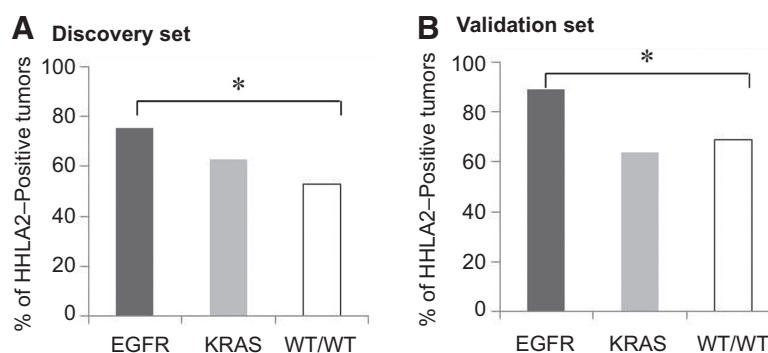 A Discovery set
% of HHLA2–Positive tumors
100
80
60
40
20
0
*
EGFR KRAS WT/WT
B Validation set
% of HHLA2–Positive tumors
100
80
60
40
20
0
*
EGFR KRAS WT/WT